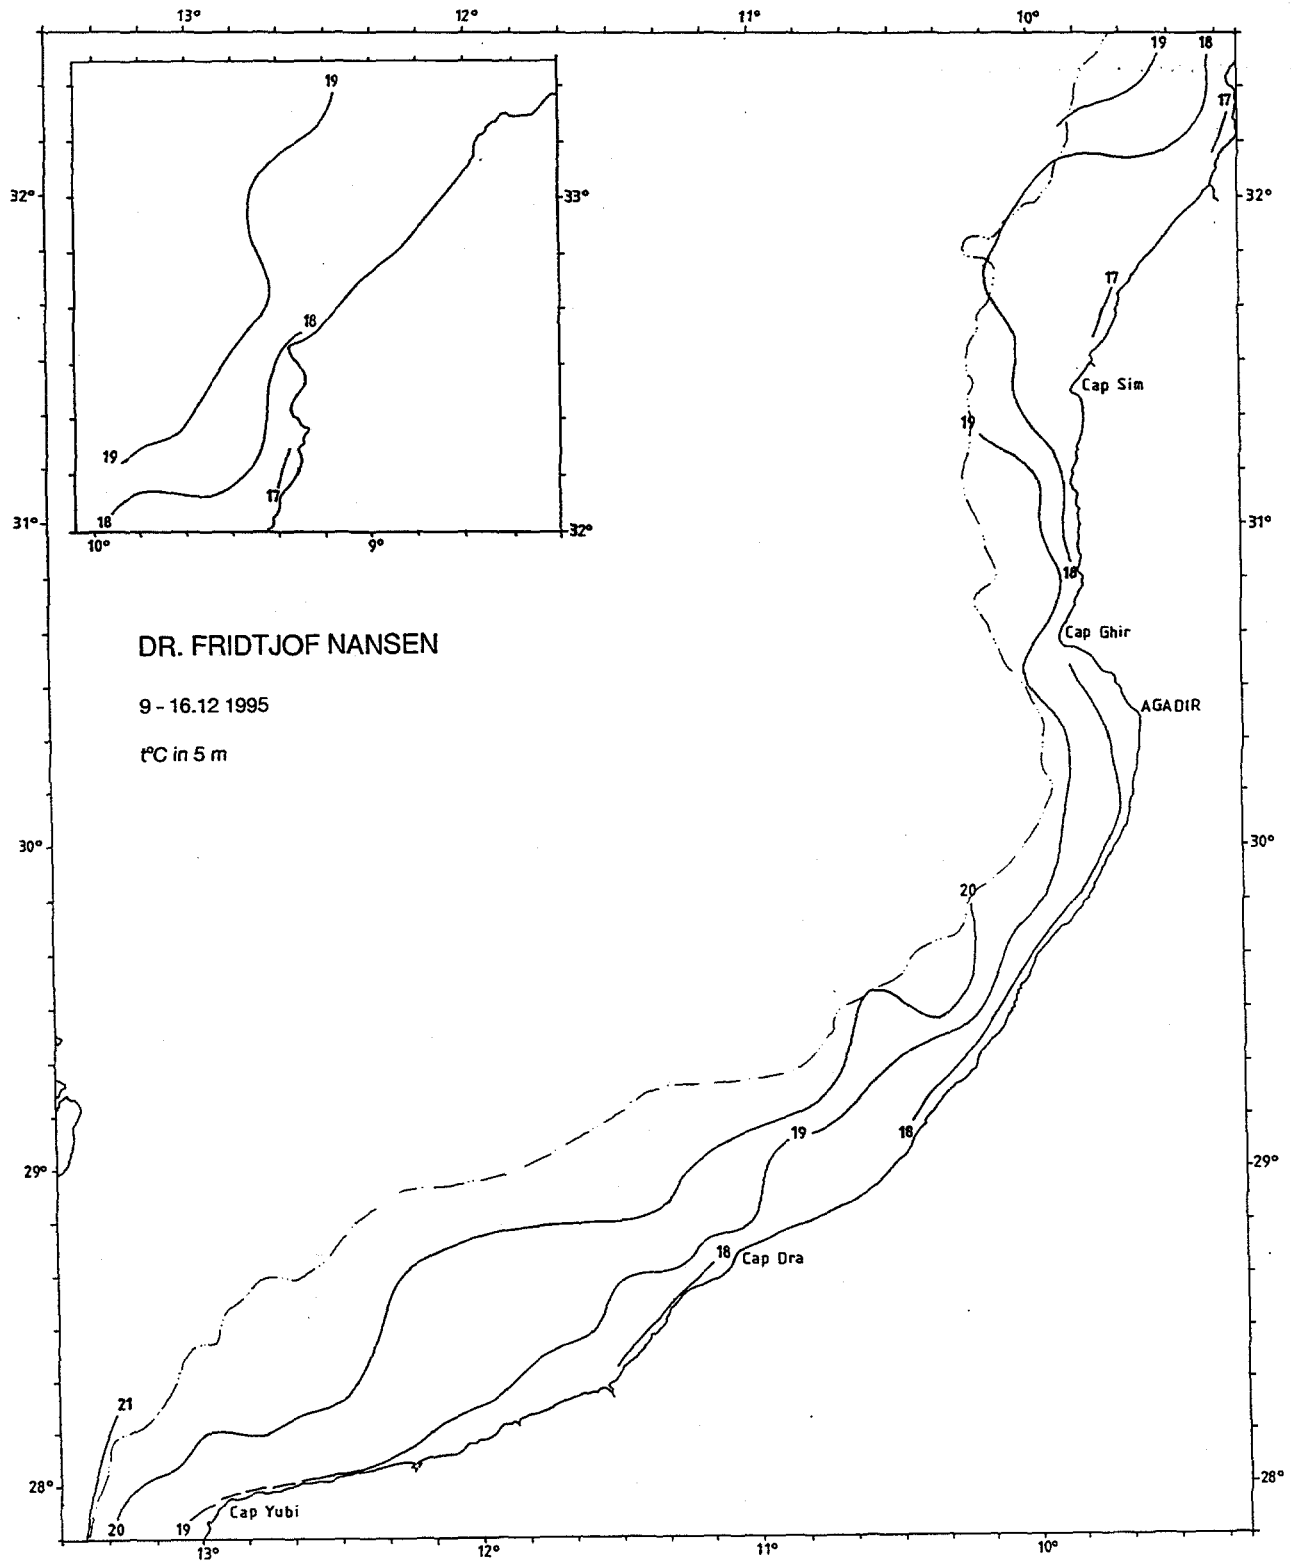 13° 12° 11° 10°
19 18
19
17
32° 33° 32°
17
18
Cap Sim
19
19
17
18
31° 32° 31°
10° 9°
18
Cap Ghir
DR. FRIDTJOF NANSEN
9 - 16.12 1995
AGADIR
t°C in 5 m
30° 30°
20
19 18
29° 29°
18
Cap Dra
21
28° 28°
Cap Yubi
20 19
13° 12° 11° 10°